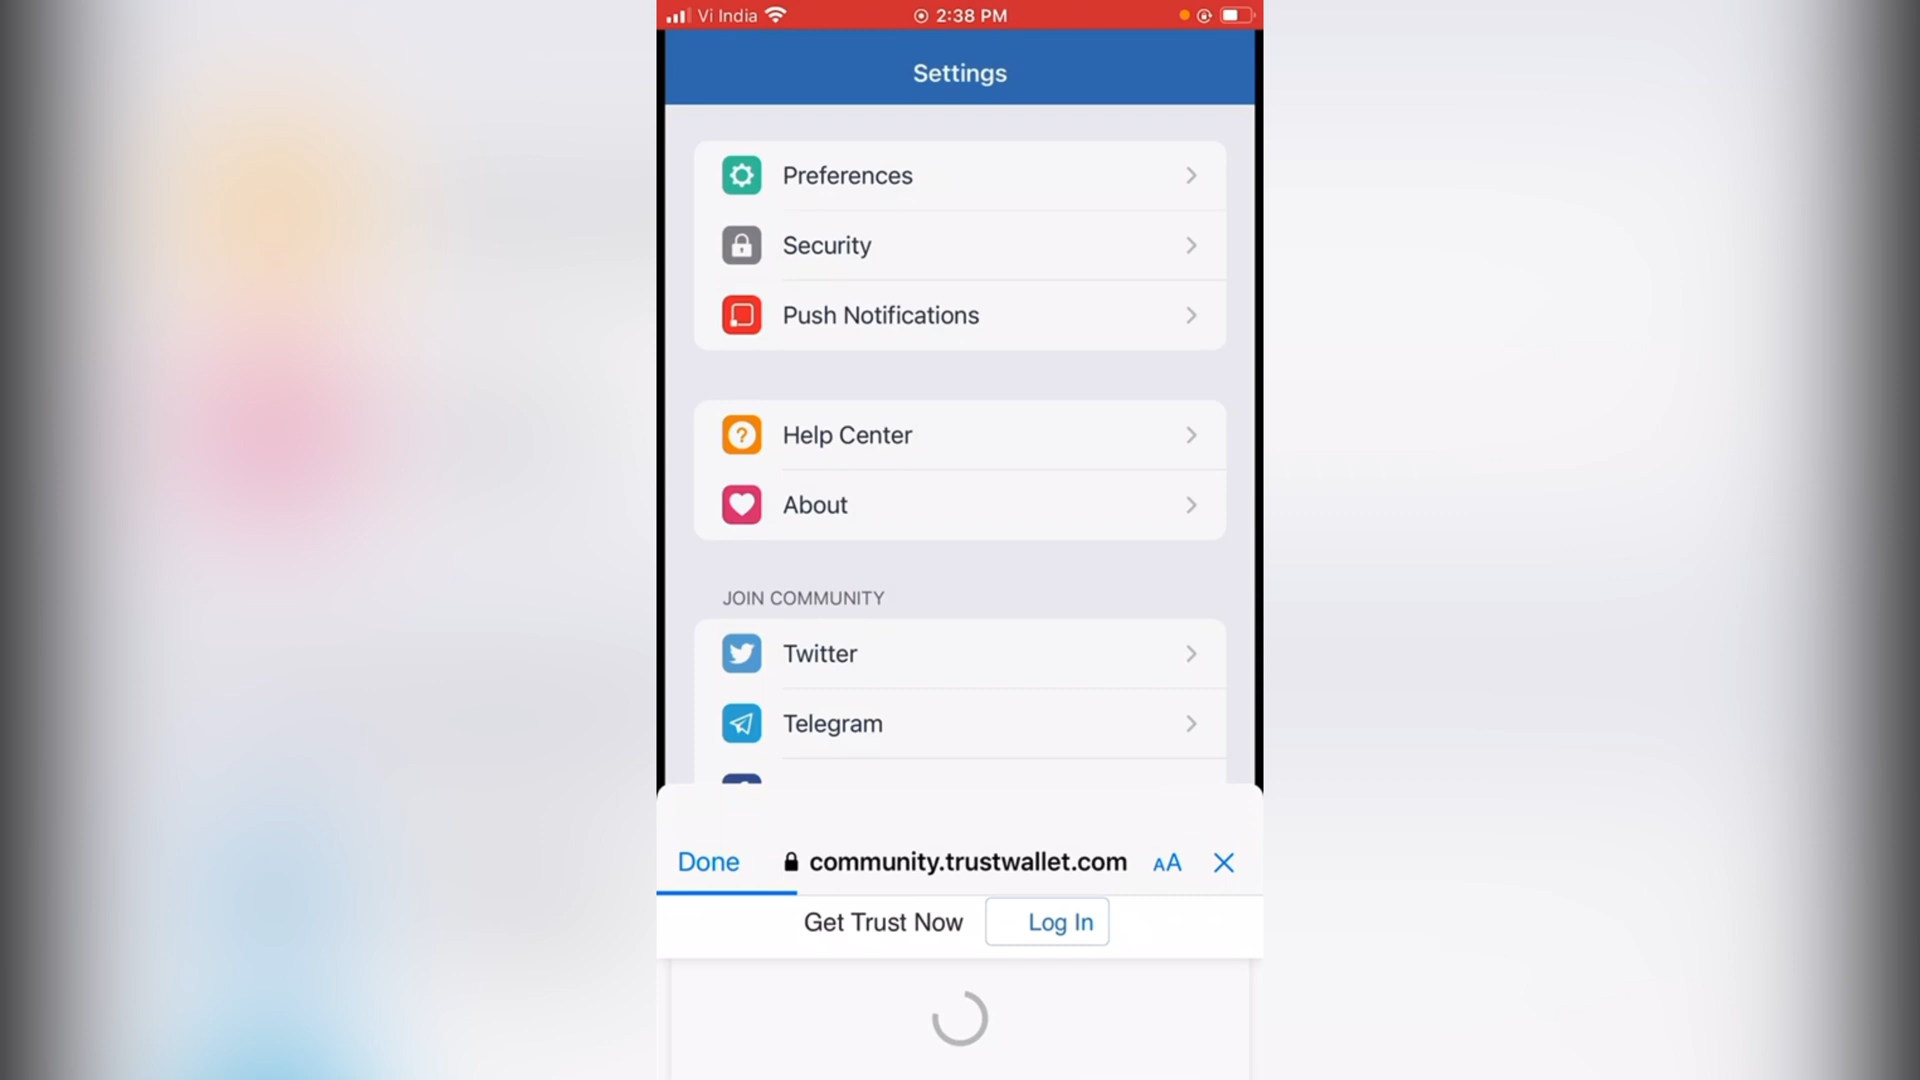 Vi India 2:38 PM
Settings
Preferences
Security
Push Notifications
Help Center
About
JOIN COMMUNITY
Twitter
Telegram
Done community.trustwallet.com AA
Get Trust Now Log In